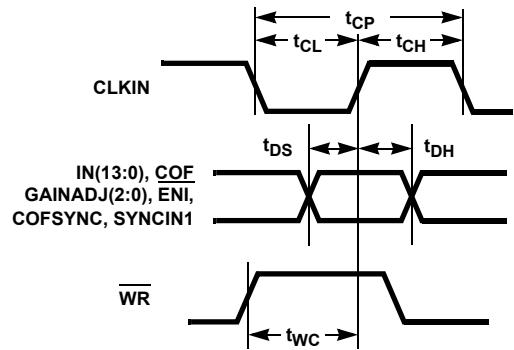 tCP
tCL tCH
CLKIN
tDS tDH
IN(13:0), COF
GAINADJ(2:0), ENI,
COFSYNC, SYNCIN1
WR
tWC